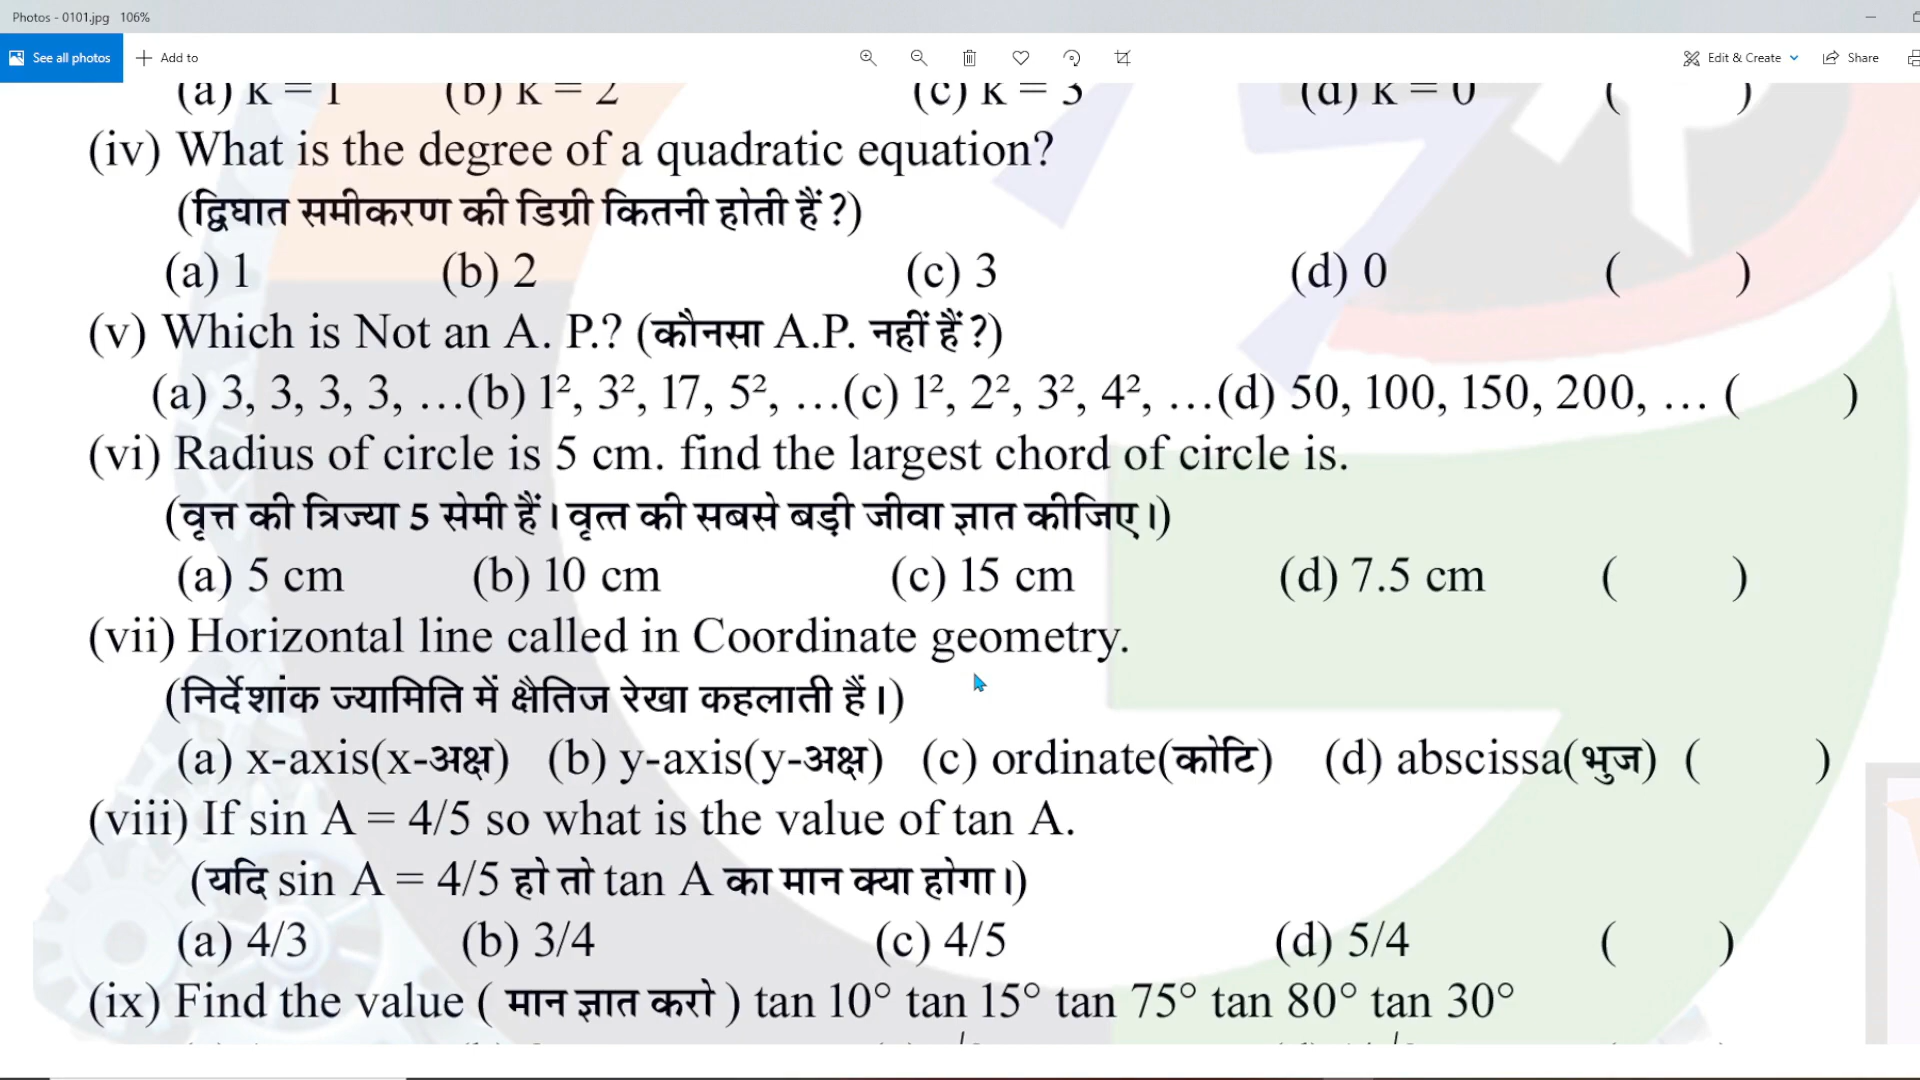 Photos - 0101.jpg 106%
See all photos Add to Edit & Create Share
(a) k = 1 (b) k = 2 (c) k = 3 (d) k = 0 ( )
(iv) What is the degree of a quadratic equation?
(द्विघात समीकरण की डिग्री कितनी होती हैं ?)
(a) 1 (b) 2 (c) 3 (d) 0 ( )
(v) Which is Not an A. P.? (कौनसा A.P. नहीं हैं ?)
(a) 3, 3, 3, 3, …(b) 1², 3², 17, 5², …(c) 1², 2², 3², 4², …(d) 50, 100, 150, 200, … ( )
(vi) Radius of circle is 5 cm. find the largest chord of circle is.
(वृत्त की त्रिज्या 5 सेमी हैं। वृत्त की सबसे बड़ी जीवा ज्ञात कीजिए।)
(a) 5 cm (b) 10 cm (c) 15 cm (d) 7.5 cm ( )
(vii) Horizontal line called in Coordinate geometry.
(निर्देशांक ज्यामिति में क्षैतिज रेखा कहलाती हैं।)
(a) x-axis(x-अक्ष) (b) y-axis(y-अक्ष) (c) ordinate(कोटि) (d) abscissa(भुज) ( )
(viii) If sin A = 4/5 so what is the value of tan A.
(यदि sin A = 4/5 हो तो tan A का मान क्या होगा।)
(a) 4/3 (b) 3/4 (c) 4/5 (d) 5/4 ( )
(ix) Find the value ( मान ज्ञात करो ) tan 10° tan 15° tan 75° tan 80° tan 30°